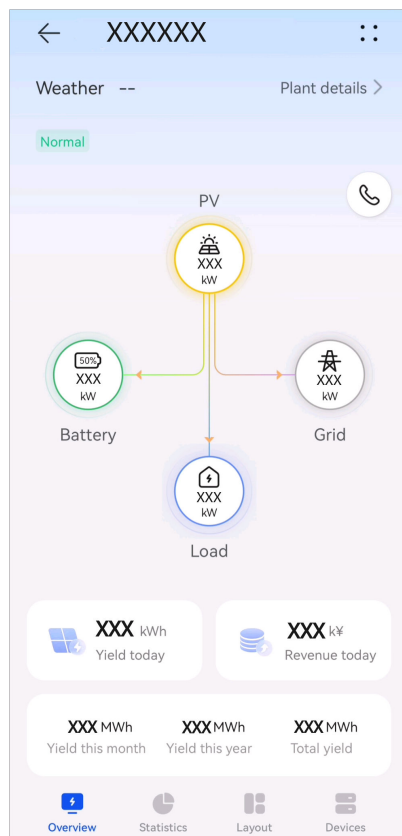 XXXXXX
Weather -- Plant details
Normal
PV
XXX
kW
50%
XXX
kW
XXX
kW
Battery
Grid
XXX
kW
Load
XXX kWh
Yield today
XXX k¥
Revenue today
XXX MWh
Yield this month
XXX MWh
Yield this year
XXX MWh
Total yield
Overview Statistics Layout Devices